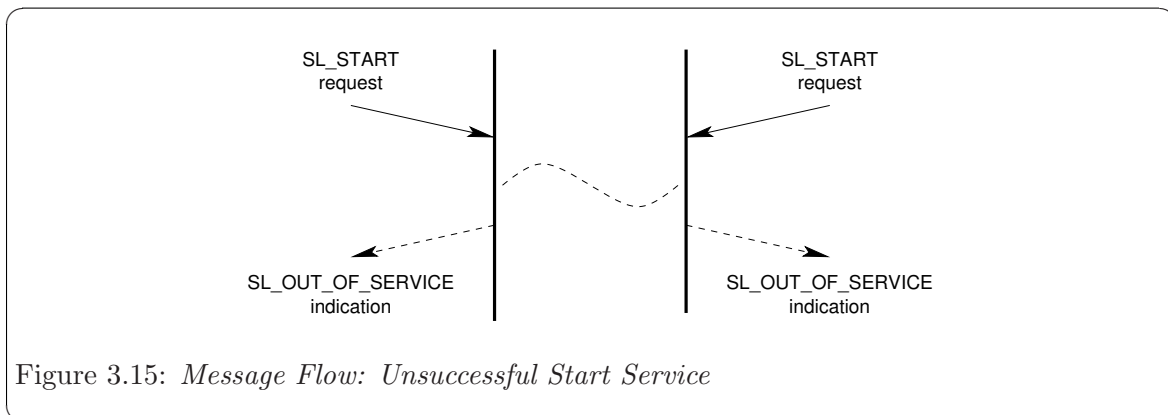 SL_START
request
SL_START
request
SL_OUT_OF_SERVICE
indication
SL_OUT_OF_SERVICE
indication
Figure 3.15: Message Flow: Unsuccessful Start Service